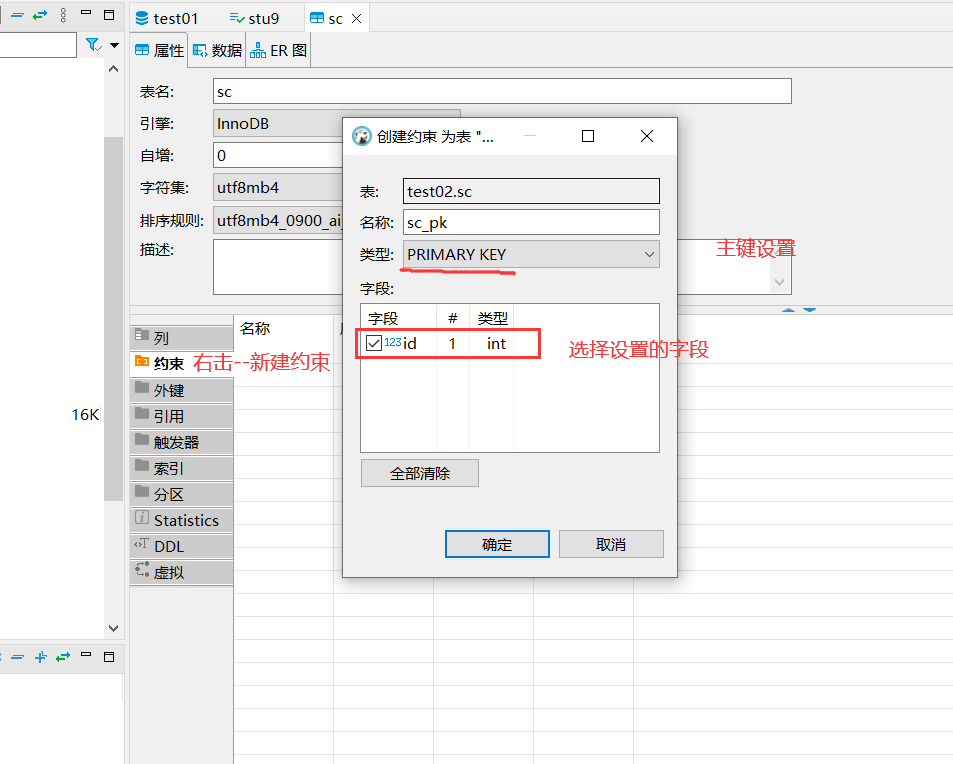 test01
stu9
sc
属性
数据
ER 图
表名:
sc
引擎:
InnoDB
自增:
0
字符集:
utf8mb4
排序规则:
utf8mb4_0900_ai_
描述:
主键设置
创建约束 为表 "...
表:
test02.sc
名称:
sc_pk
类型:
PRIMARY KEY
字段:
字段 # 类型
123 id 1 int
选择设置的字段
全部清除
确定
取消
名称
列
约束
右击--新建约束
外键
引用
触发器
索引
分区
Statistics
DDL
虚拟
16K